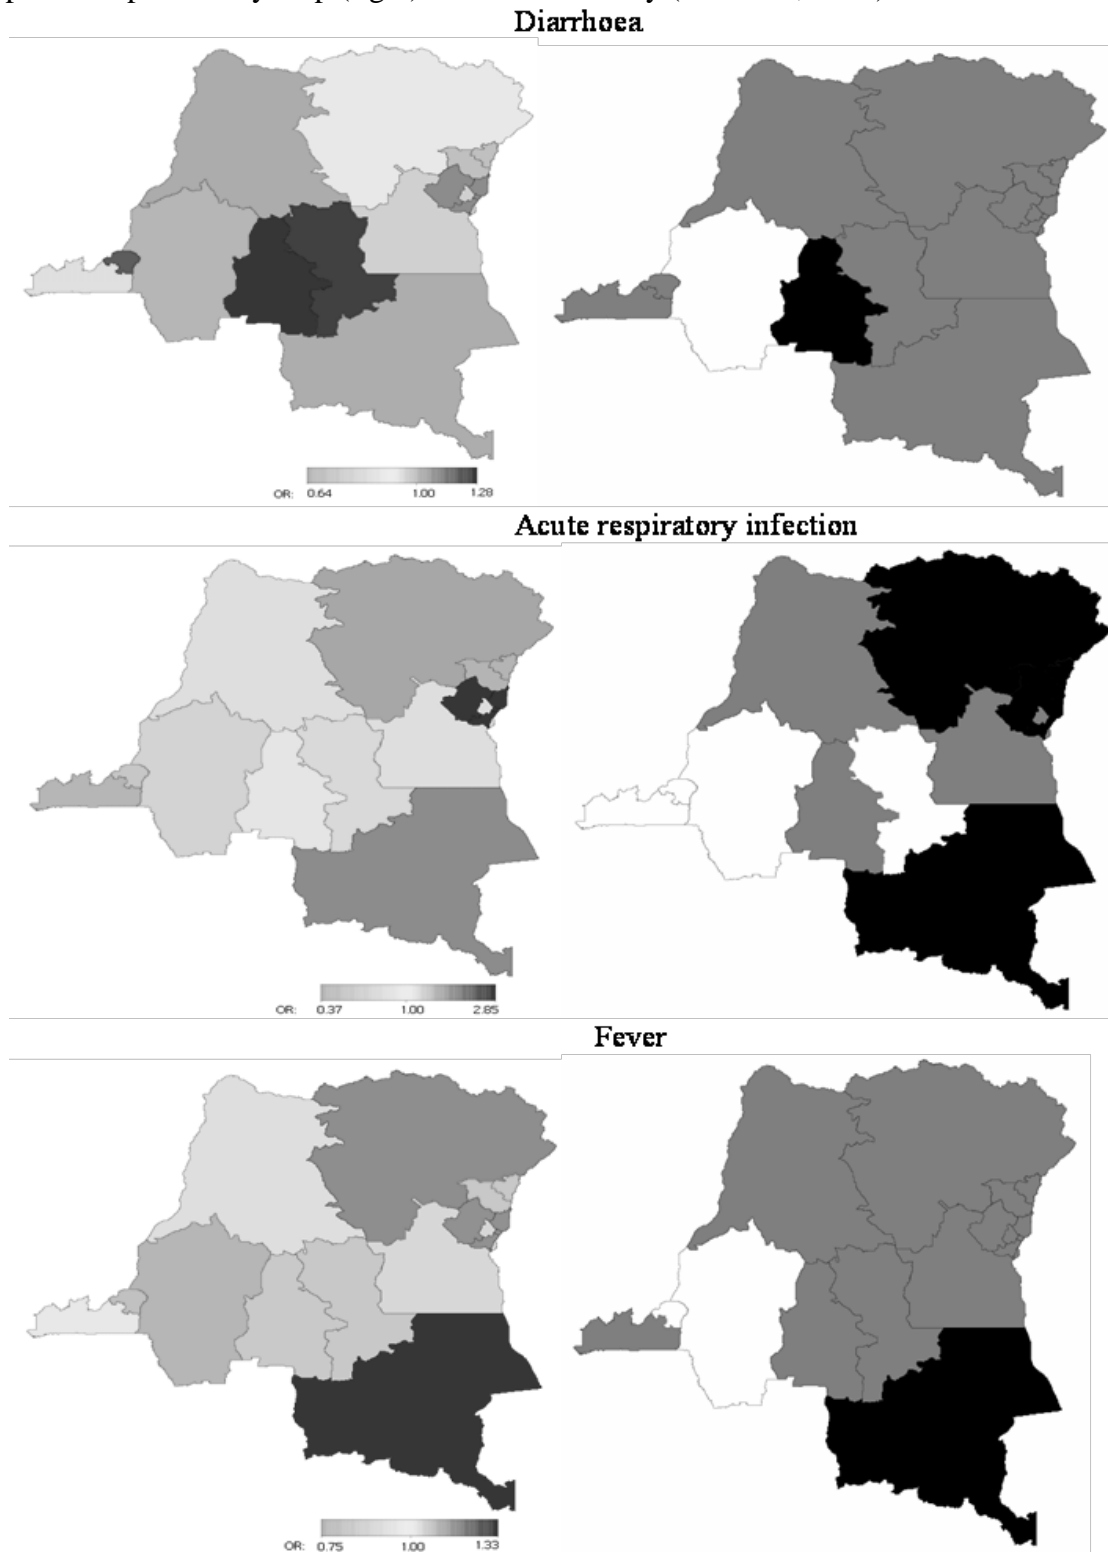 Diarrhoea
OR: 0.64 1.00 1.28
Acute respiratory infection
OR: 0.37 1.00 2.85
Fever
OR: 0.75 1.00 1.33